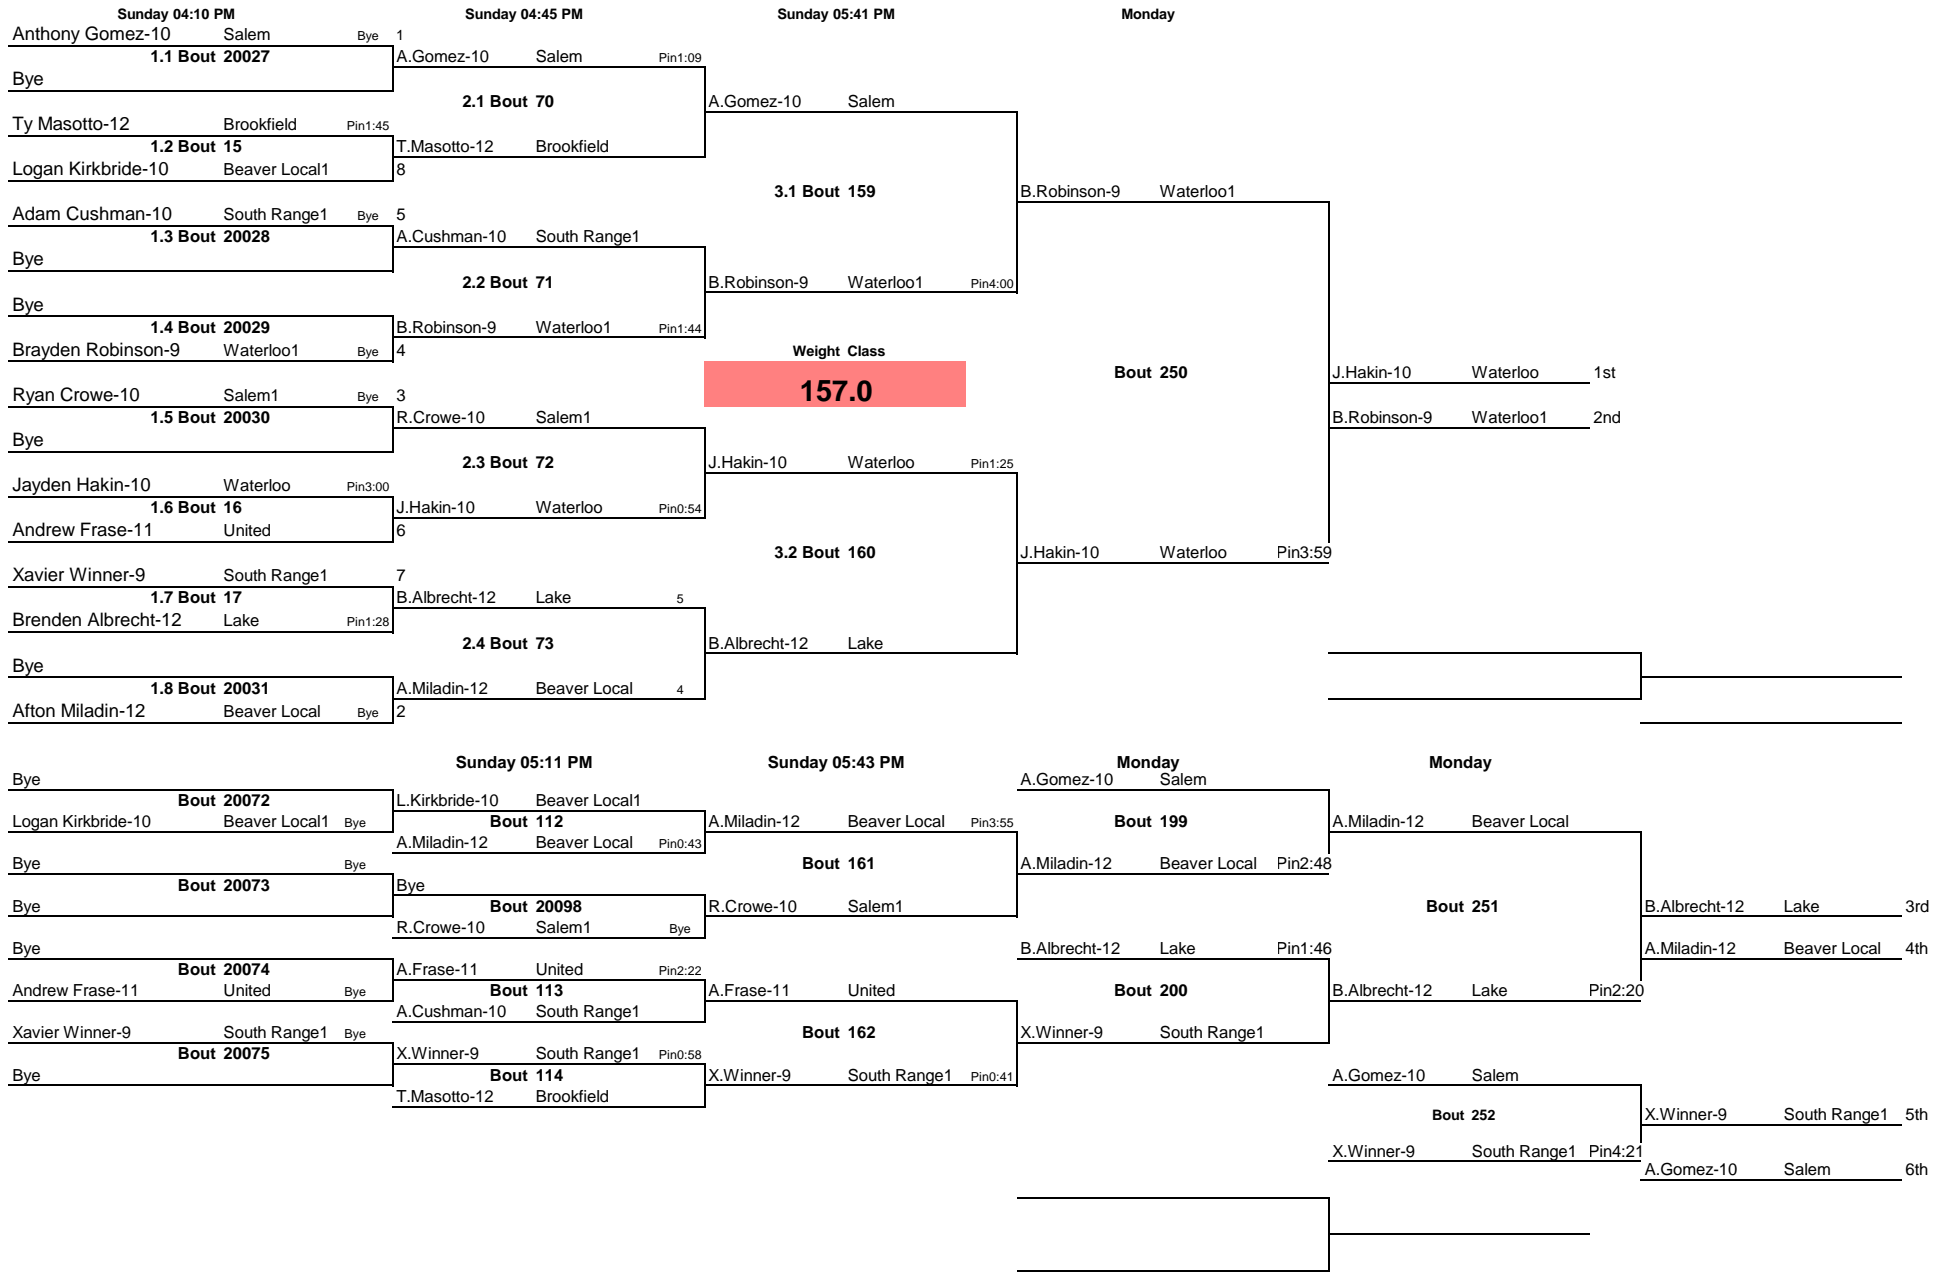 Sunday 04:10 PM Sunday 04:45 PM Sunday 05:41 PM Monday
Anthony Gomez-10 Salem Bye 1
1.1 Bout 20027 A.Gomez-10 Salem Pin1:09
Bye
2.1 Bout 70 A.Gomez-10 Salem
Ty Masotto-12 Brookfield Pin1:45
1.2 Bout 15 T.Masotto-12 Brookfield
Logan Kirkbride-10 Beaver Local1 8
3.1 Bout 159 B.Robinson-9 Waterloo1
Adam Cushman-10 South Range1 Bye 5
1.3 Bout 20028 A.Cushman-10 South Range1
Bye
2.2 Bout 71 B.Robinson-9 Waterloo1 Pin4:00
Bye
1.4 Bout 20029 B.Robinson-9 Waterloo1 Pin1:44
Brayden Robinson-9 Waterloo1 Bye 4 Weight Class
Bout 250 J.Hakin-10 Waterloo 1st
Ryan Crowe-10 Salem1 Bye 3 157.0
1.5 Bout 20030 R.Crowe-10 Salem1 B.Robinson-9 Waterloo1 2nd
Bye
2.3 Bout 72 J.Hakin-10 Waterloo Pin1:25
Jayden Hakin-10 Waterloo Pin3:00
1.6 Bout 16 J.Hakin-10 Waterloo Pin0:54
Andrew Frase-11 United 6
3.2 Bout 160 J.Hakin-10 Waterloo Pin3:59
Xavier Winner-9 South Range1 7
1.7 Bout 17 B.Albrecht-12 Lake 5
Brenden Albrecht-12 Lake Pin1:28
2.4 Bout 73 B.Albrecht-12 Lake
Bye
1.8 Bout 20031 A.Miladin-12 Beaver Local 4
Afton Miladin-12 Beaver Local Bye 2
Sunday 05:11 PM Sunday 05:43 PM Monday Monday
Bye A.Gomez-10 Salem
Bout 20072 L.Kirkbride-10 Beaver Local1
Logan Kirkbride-10 Beaver Local1 Bye Bout 112 A.Miladin-12 Beaver Local Pin3:55 Bout 199 A.Miladin-12 Beaver Local
A.Miladin-12 Beaver Local Pin0:43
Bye Bye Bout 161 A.Miladin-12 Beaver Local Pin2:48
Bout 20073 Bye
Bye Bout 20098 R.Crowe-10 Salem1 Bout 251 B.Albrecht-12 Lake 3rd
R.Crowe-10 Salem1 Bye
Bye B.Albrecht-12 Lake Pin1:46 A.Miladin-12 Beaver Local 4th
Bout 20074 A.Frase-11 United Pin2:22
Andrew Frase-11 United Bye Bout 113 A.Frase-11 United Bout 200 B.Albrecht-12 Lake Pin2:20
A.Cushman-10 South Range1
Xavier Winner-9 South Range1 Bye Bout 162 X.Winner-9 South Range1
Bout 20075 X.Winner-9 South Range1 Pin0:58
Bye Bout 114 X.Winner-9 South Range1 Pin0:41 A.Gomez-10 Salem
T.Masotto-12 Brookfield
Bout 252 X.Winner-9 South Range1 5th
X.Winner-9 South Range1 Pin4:21
A.Gomez-10 Salem 6th